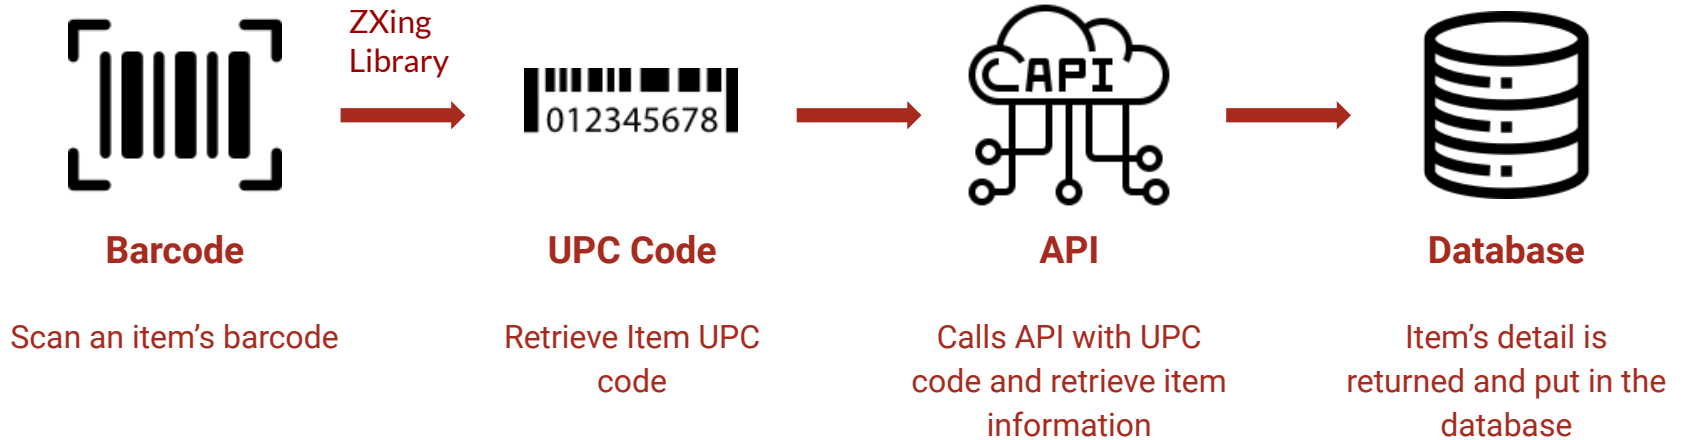 ZXing
Library
012345678
API
Barcode
Scan an item's barcode
UPC Code
Retrieve Item UPC
code
API
Calls API with UPC
code and retrieve item
information
Database
Item's detail is
returned and put in the
database